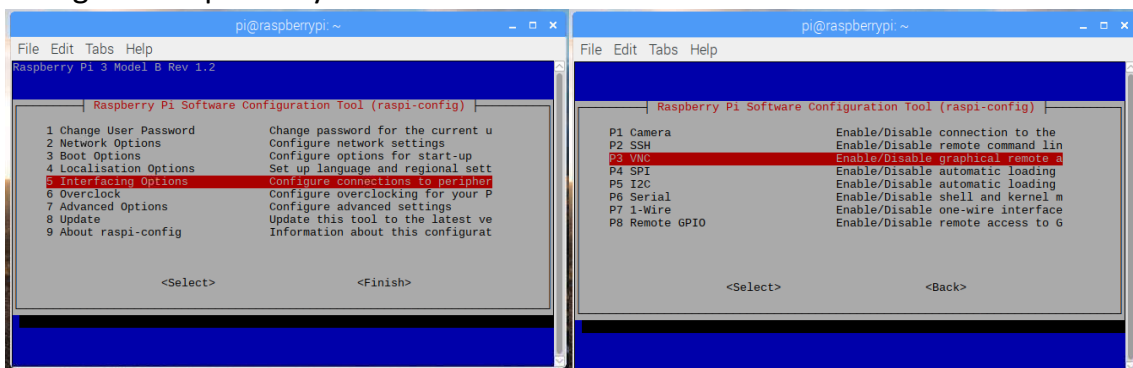 pi@raspberrypi: ~
File Edit Tabs Help
Raspberry Pi 3 Model B Rev 1.2
Raspberry Pi Software Configuration Tool (raspi-config)
1 Change User Password Change password for the current u
2 Network Options Configure network settings
3 Boot Options Configure options for start-up
4 Localisation Options Set up language and regional sett
5 Interfacing Options Configure connections to peripher
6 Overclock Configure overclocking for your P
7 Advanced Options Configure advanced settings
8 Update Update this tool to the latest ve
9 About raspi-config Information about this configurat
<Select> <Finish>
pi@raspberrypi: ~
File Edit Tabs Help
Raspberry Pi Software Configuration Tool (raspi-config)
P1 Camera Enable/Disable connection to the
P2 SSH Enable/Disable remote command lin
P3 VNC Enable/Disable graphical remote a
P4 SPI Enable/Disable automatic loading
P5 I2C Enable/Disable automatic loading
P6 Serial Enable/Disable shell and kernel m
P7 1-Wire Enable/Disable one-wire interface
P8 Remote GPIO Enable/Disable remote access to G
<Select> <Back>